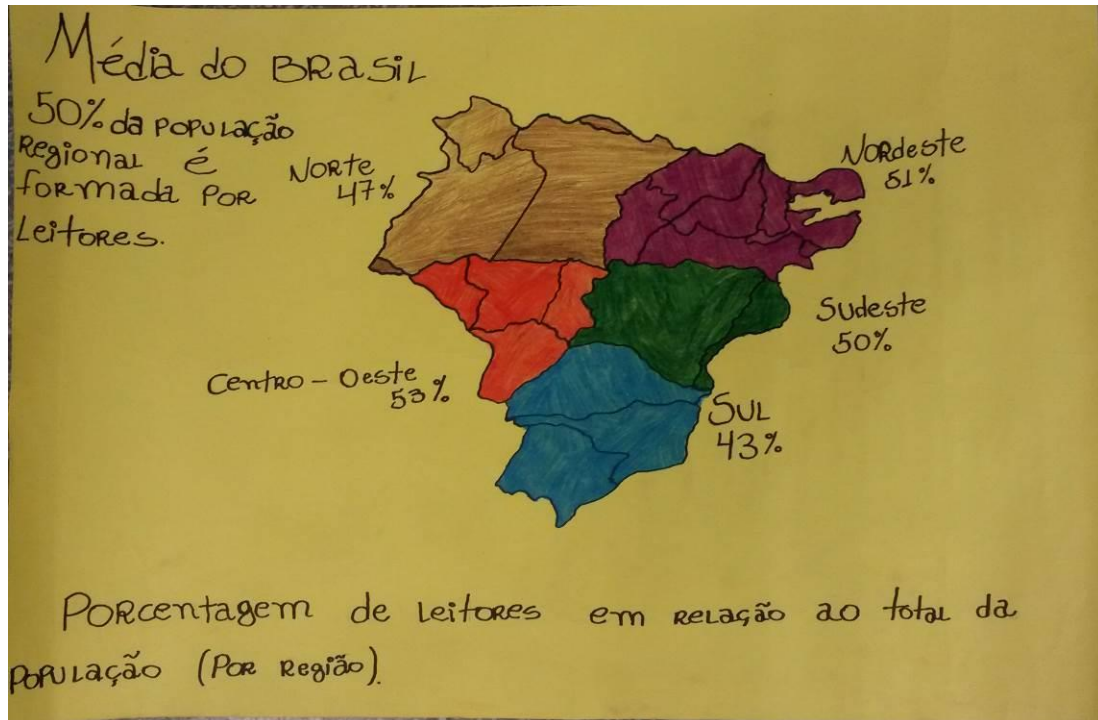 Média do BRasil
50% da POPULAção
Regional é
formada POR
Leitores.
NORte
47%
NORdeste
51%
Sudeste
50%
Centro - Oeste
53%
SUL
43%
PORcentagem de Leitores em Relação ao total da
POPULAção (POR Região).